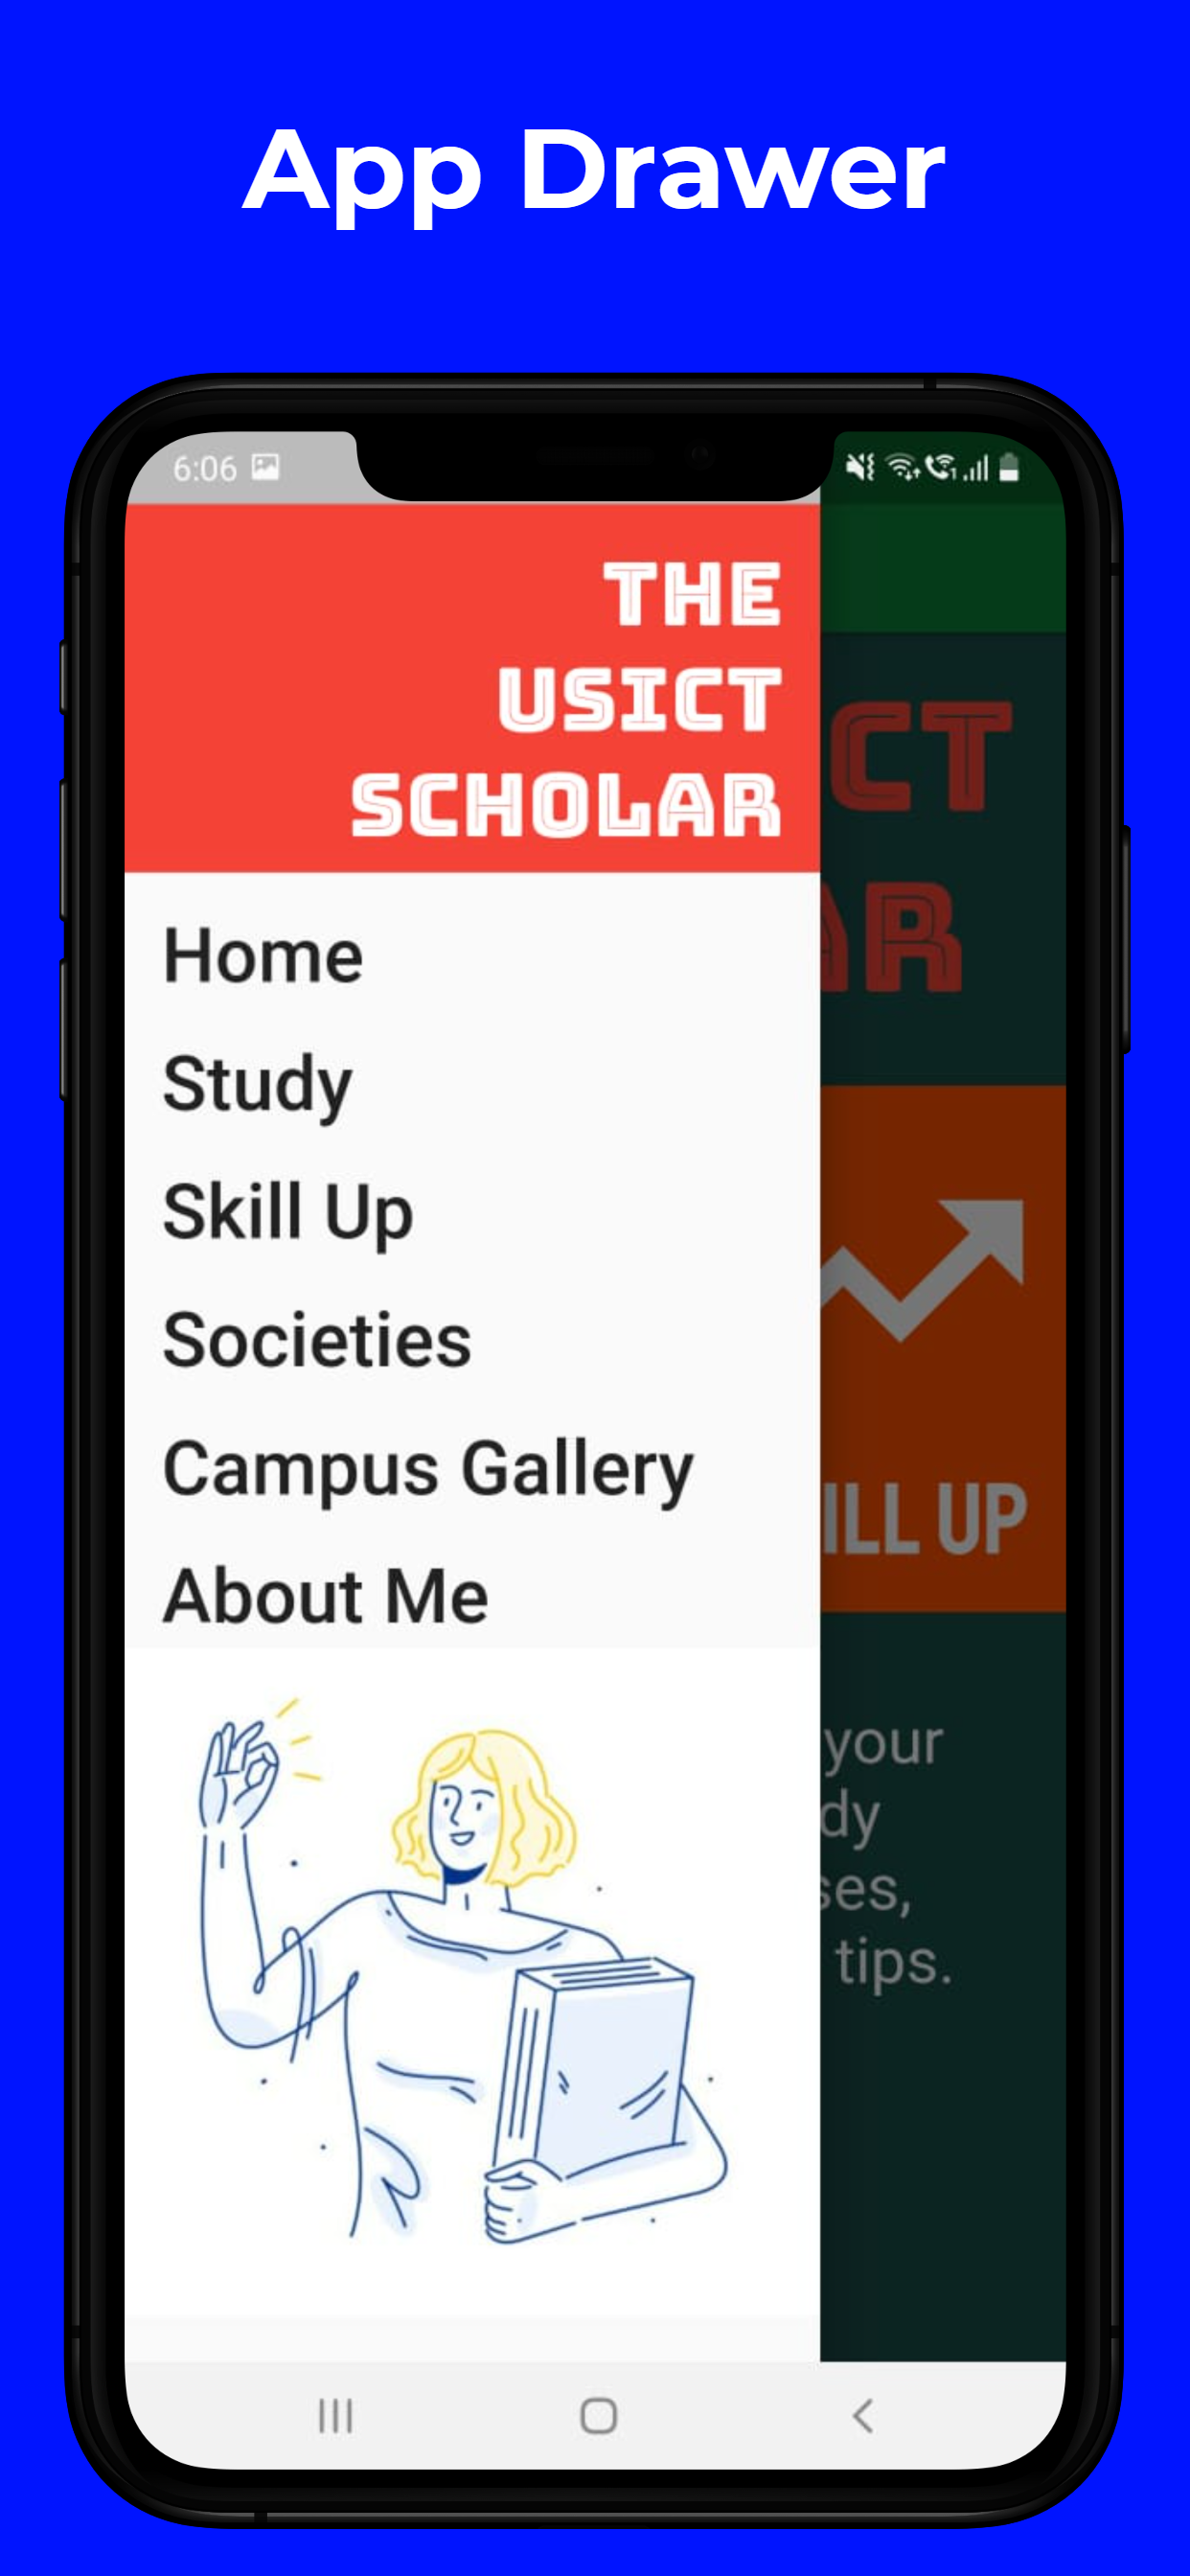 App Drawer
6:06
THE
USICT
SCHOLAR
Home
Study
Skill Up
Societies
Campus Gallery
About Me
CT
AR
ILL UP
your
dy
ses,
tips.